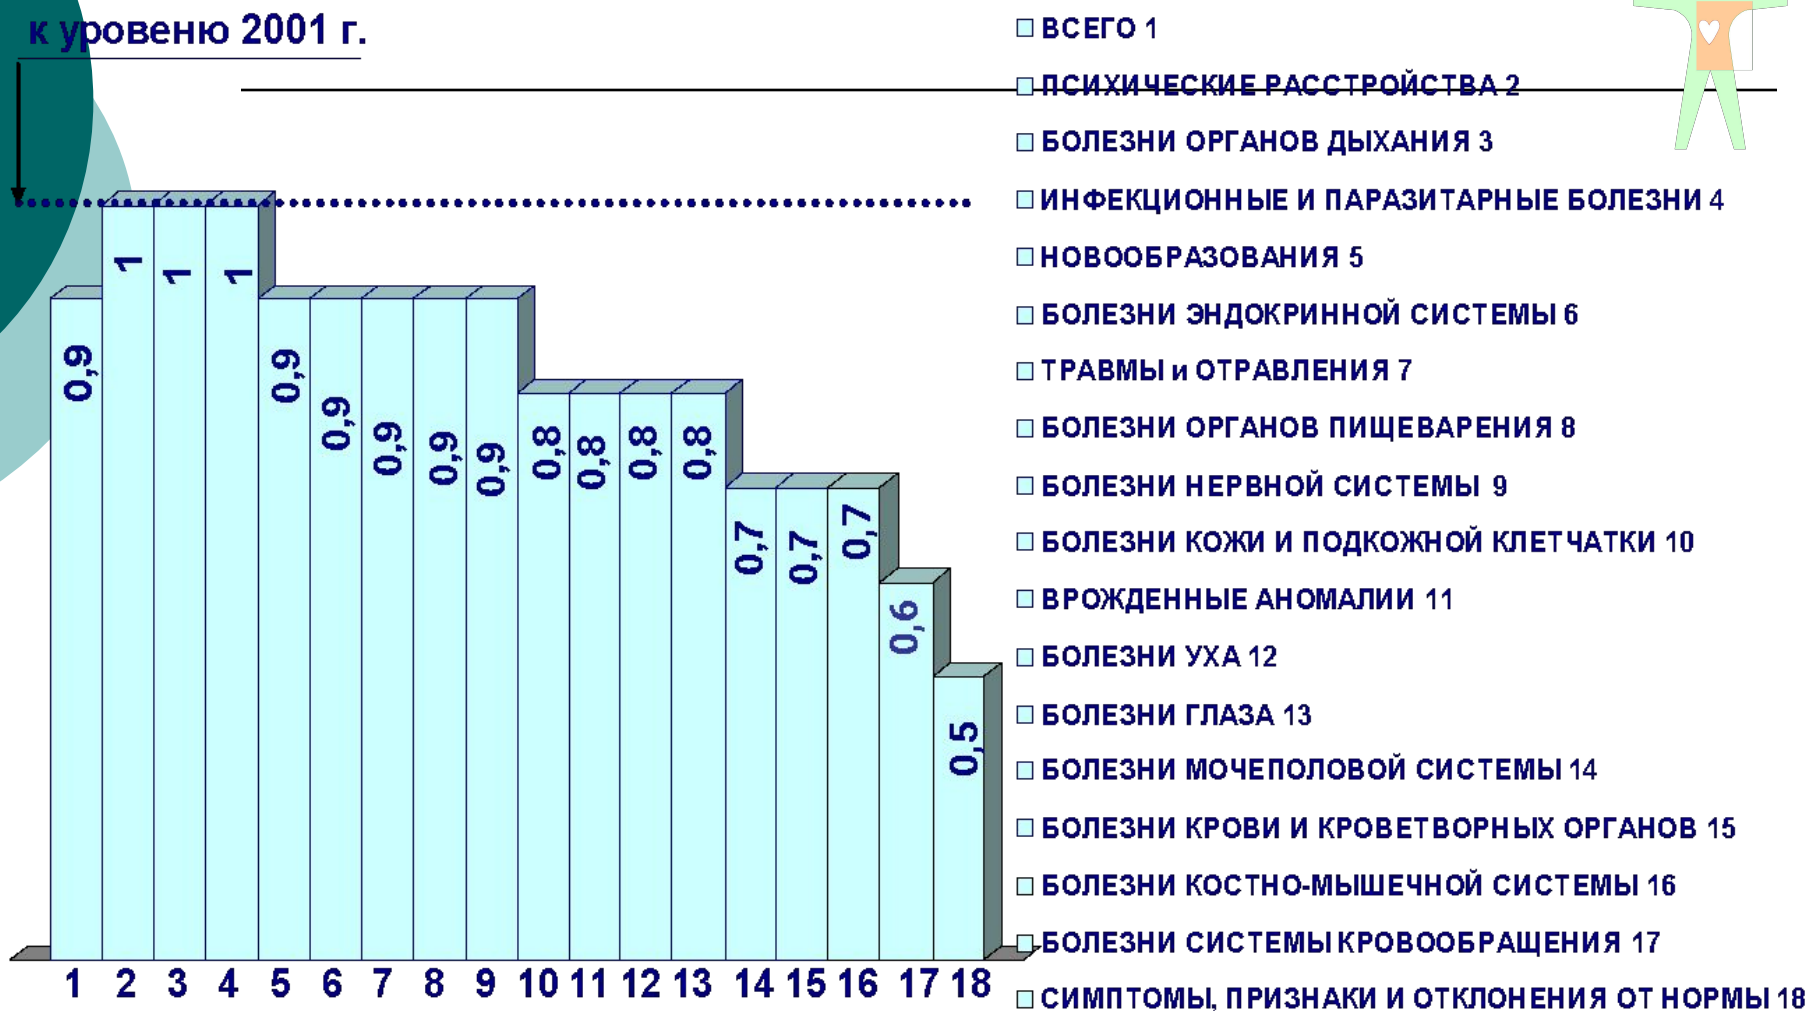 к уровеню 2001 г.
ВСЕГО 1
ПСИХИЧЕСКИЕ РАССТРОЙСТВА 2
БОЛЕЗНИ ОРГАНОВ ДЫХАНИЯ 3
ИНФЕКЦИОННЫЕ И ПАРАЗИТАРНЫЕ БОЛЕЗНИ 4
НОВООБРАЗОВАНИЯ 5
БОЛЕЗНИ ЭНДОКРИННОЙ СИСТЕМЫ 6
ТРАВМЫ и ОТРАВЛЕНИЯ 7
БОЛЕЗНИ ОРГАНОВ ПИЩЕВАРЕНИЯ 8
БОЛЕЗНИ НЕРВНОЙ СИСТЕМЫ 9
БОЛЕЗНИ КОЖИ И ПОДКОЖНОЙ КЛЕТЧАТКИ 10
ВРОЖДЕННЫЕ АНОМАЛИИ 11
БОЛЕЗНИ УХА 12
БОЛЕЗНИ ГЛАЗА 13
БОЛЕЗНИ МОЧЕПОЛОВОЙ СИСТЕМЫ 14
БОЛЕЗНИ КРОВИ И КРОВЕТВОРНЫХ ОРГАНОВ 15
БОЛЕЗНИ КОСТНО-МЫШЕЧНОЙ СИСТЕМЫ 16
БОЛЕЗНИ СИСТЕМЫ КРОВООБРАЩЕНИЯ 17
СИМПТОМЫ, ПРИЗНАКИ И ОТКЛОНЕНИЯ ОТ НОРМЫ 18
0,9
1
1
1
0,9
0,9
0,9
0,9
0,9
0,8
0,8
0,8
0,8
0,7
0,7
0,7
0,6
0,5
1 2 3 4 5 6 7 8 9 10 11 12 13 14 15 16 17 18